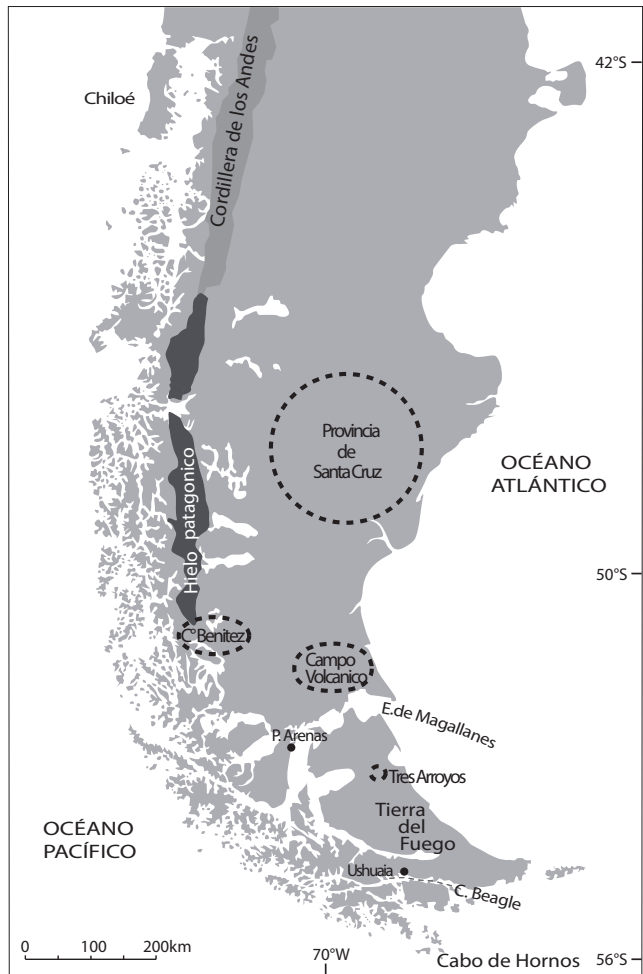 42°S
Chiloé
Cordillera de los Andes
Provincia
de
Santa Cruz
OCÉANO
ATLÁNTICO
Hielo patagonico
50°S
C° Benitez
Campo
Volcanico
E.de Magallanes
P. Arenas
Tres Arroyos
Tierra
del
Fuego
OCÉANO
PACÍFICO
Ushuaia
C. Beagle
0 100 200km
70°W
Cabo de Hornos
56°S